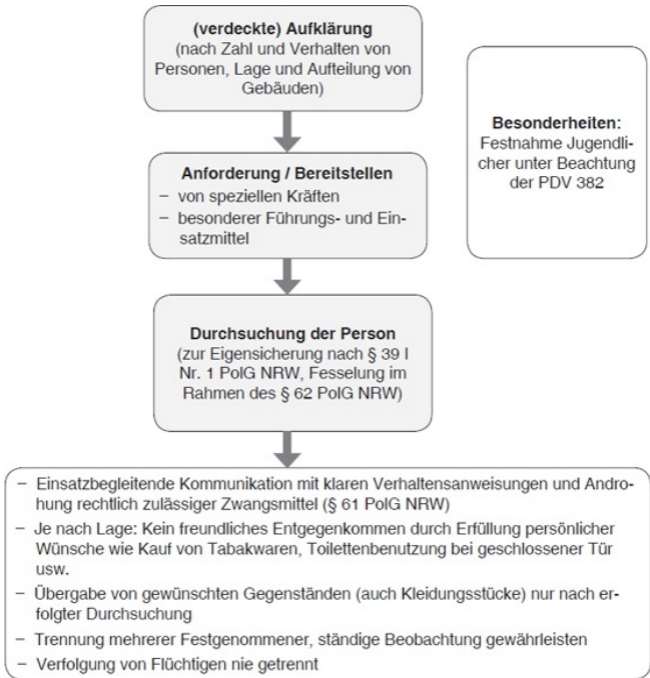 (verdeckte) Aufklärung
(nach Zahl und Verhalten von
Personen, Lage und Aufteilung von
Gebäuden)
Besonderheiten:
Festnahme Jugendli-
cher unter Beachtung
der PDV 382
Anforderung / Bereitstellen
– von speziellen Kräften
– besonderer Führungs- und Ein-
satzmittel
Durchsuchung der Person
(zur Eigensicherung nach § 39 I
Nr. 1 PolG NRW, Fesselung im
Rahmen des § 62 PolG NRW)
– Einsatzbegleitende Kommunikation mit klaren Verhaltensanweisungen und Andro-
hung rechtlich zulässiger Zwangsmittel (§ 61 PolG NRW)
– Je nach Lage: Kein freundliches Entgegenkommen durch Erfüllung persönlicher
Wünsche wie Kauf von Tabakwaren, Toilettenbenutzung bei geschlossener Tür
usw.
– Übergabe von gewünschten Gegenständen (auch Kleidungsstücke) nur nach er-
folgter Durchsuchung
– Trennung mehrerer Festgenommener, ständige Beobachtung gewährleisten
– Verfolgung von Flüchtigen nie getrennt